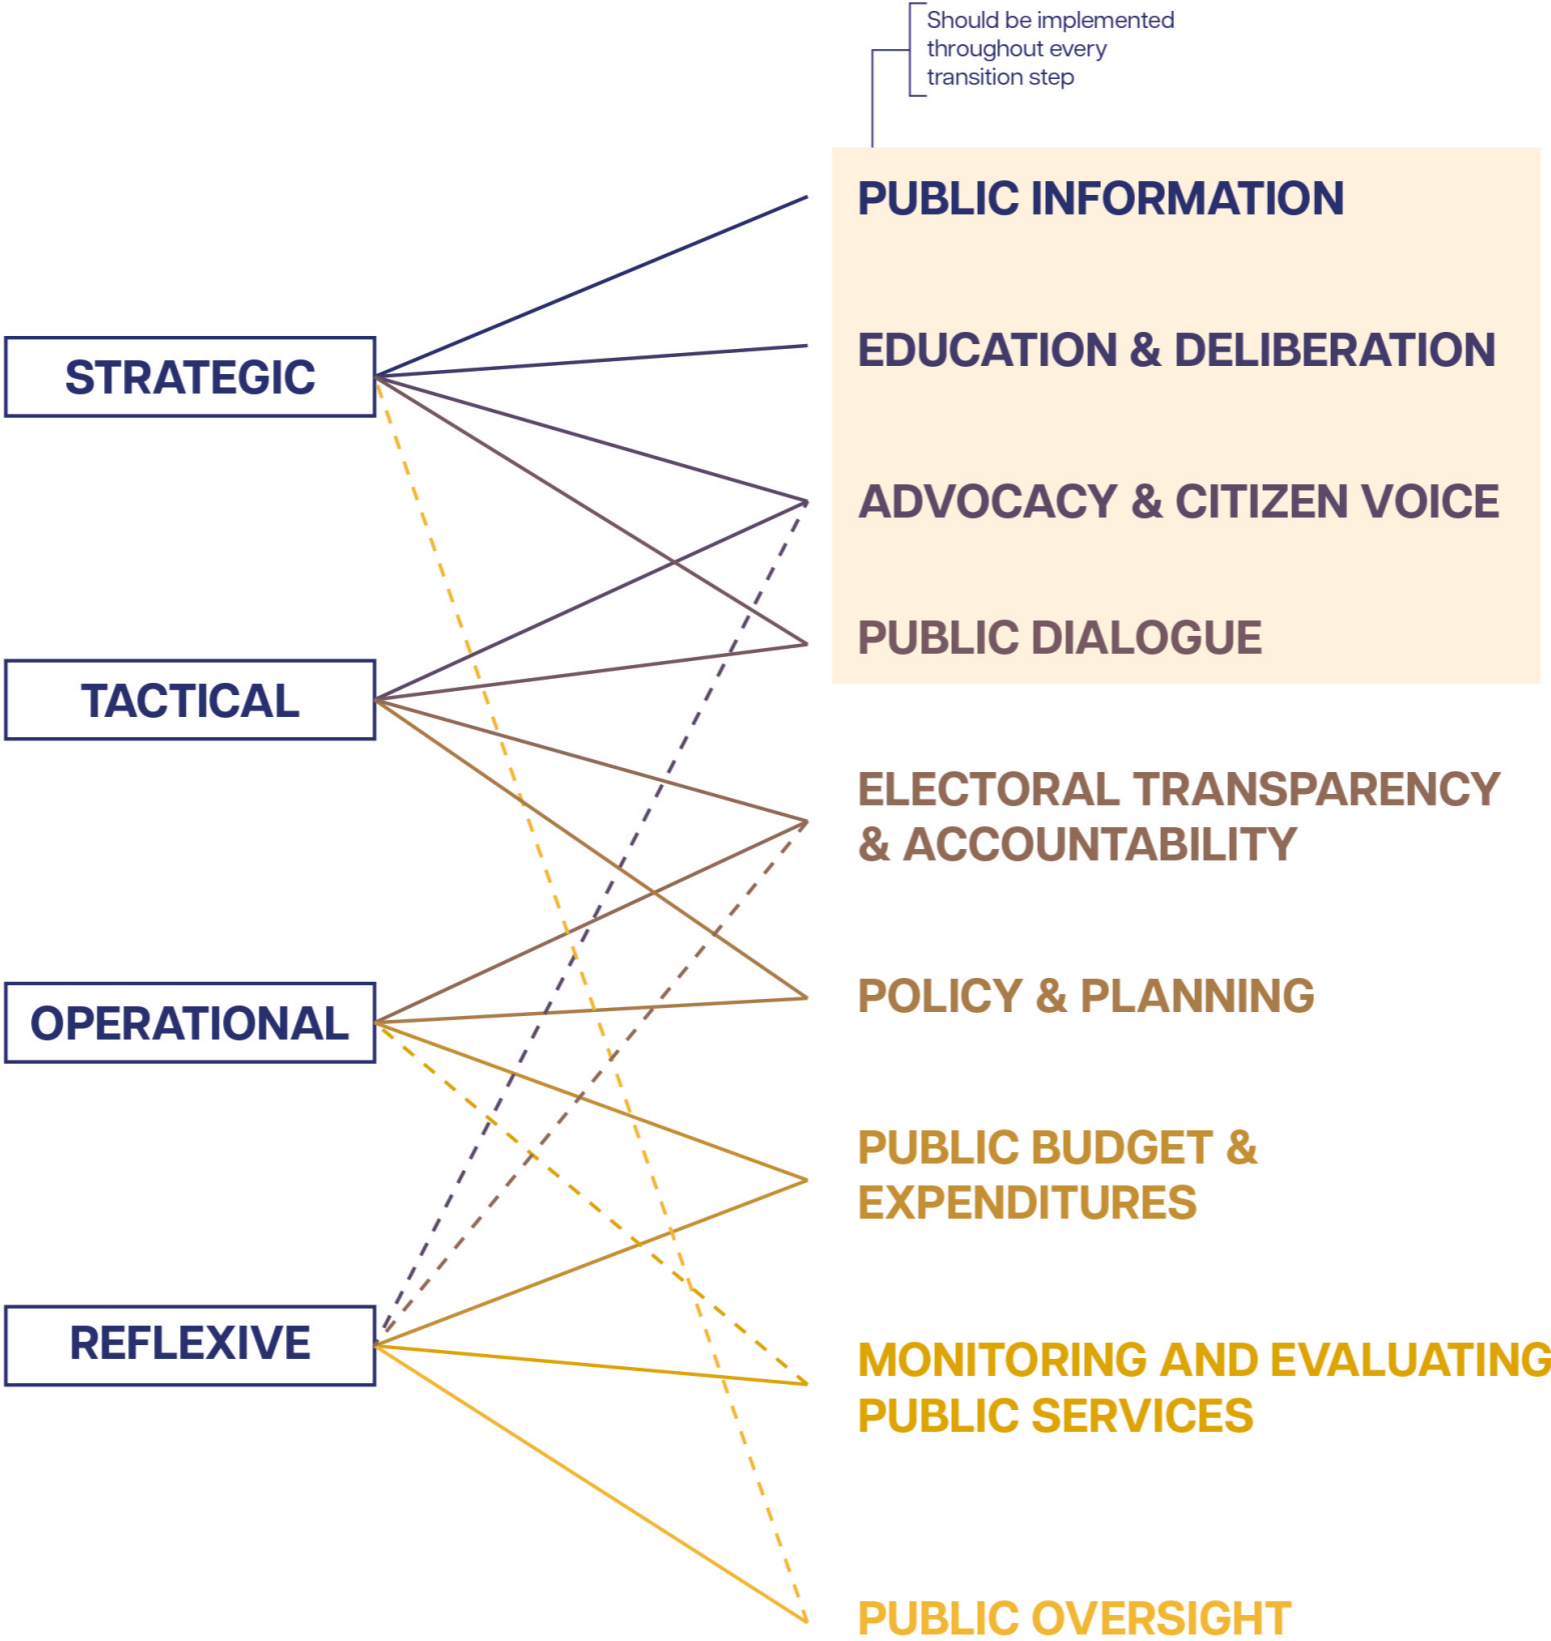 Should be implemented
throughout every
transition step
PUBLIC INFORMATION
EDUCATION & DELIBERATION
STRATEGIC
ADVOCACY & CITIZEN VOICE
PUBLIC DIALOGUE
TACTICAL
ELECTORAL TRANSPARENCY
& ACCOUNTABILITY
POLICY & PLANNING
OPERATIONAL
PUBLIC BUDGET &
EXPENDITURES
REFLEXIVE
MONITORING AND EVALUATING
PUBLIC SERVICES
PUBLIC OVERSIGHT